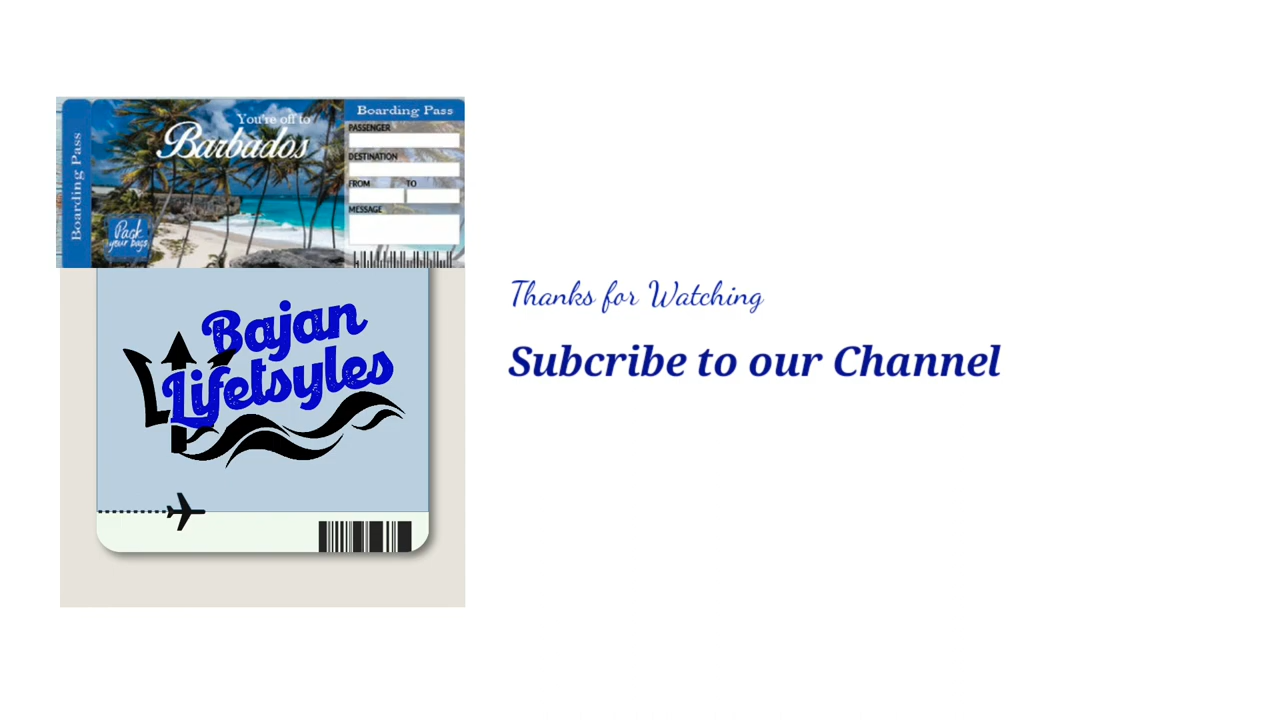 Boarding Pass
You're off to
Barbados
Pack
your bags
Boarding Pass
PASSENGER
DESTINATION
FROM TO
MESSAGE
Bajan
Lifetsyles
Thanks for Watching
Subcribe to our Channel